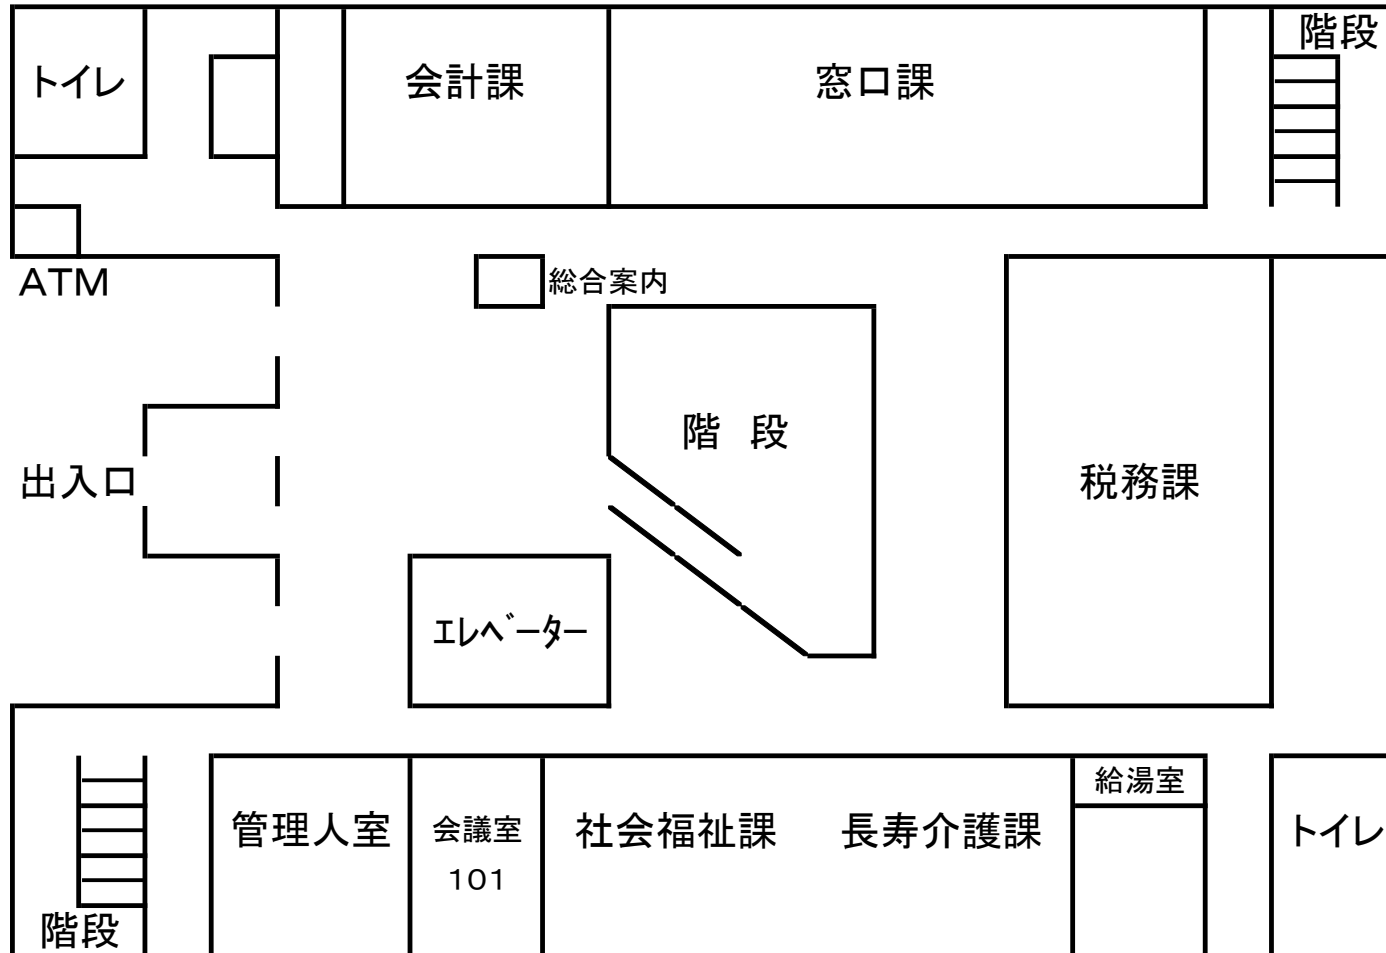 階段
トイレ
会計課
窓口課
ATM
総合案内
階 段
出入口
税務課
エレベーター
給湯室
管理人室
会議室
101
社会福祉課
長寿介護課
トイレ
階段